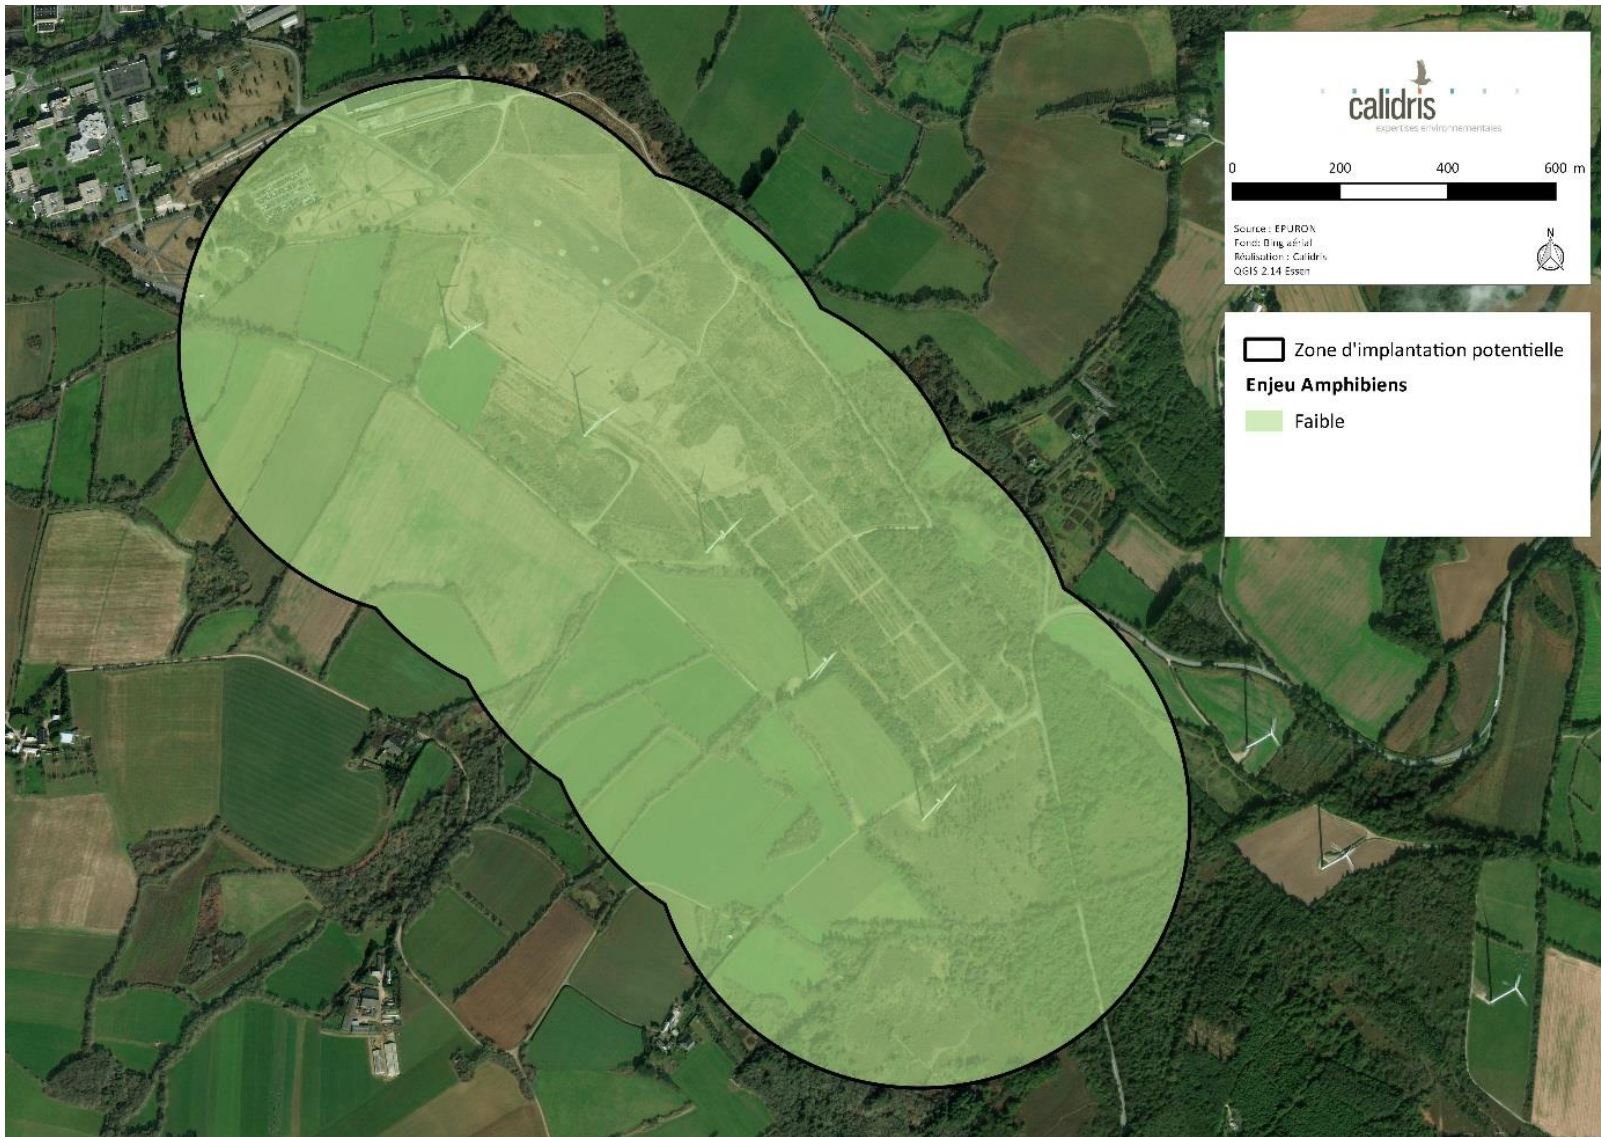 calidris
expertises environnementales
0 200 400 600 m
Source : EPURON
Fond: Bing aérial
Réalisation : Calidris
QGIS 2.14 Essen
N
Zone d'implantation potentielle
Enjeu Amphibiens
Faible